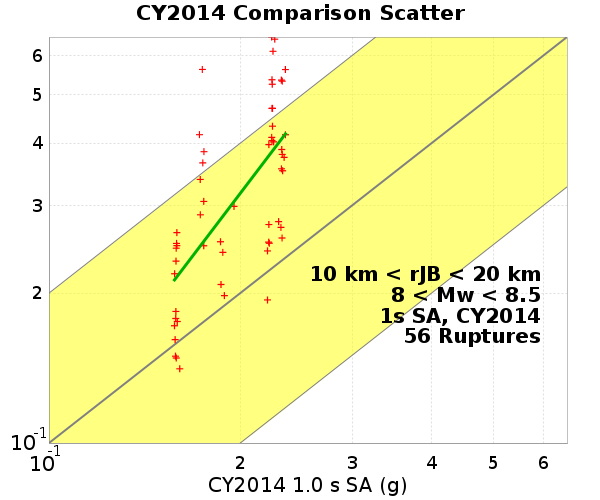 CY2014 Comparison Scatter
6
5
4
3
2
10 km < rJB < 20 km
8 < Mw < 8.5
1s SA, CY2014
56 Ruptures
10-1
10-1
2 3 4 5 6
CY2014 1.0 s SA (g)